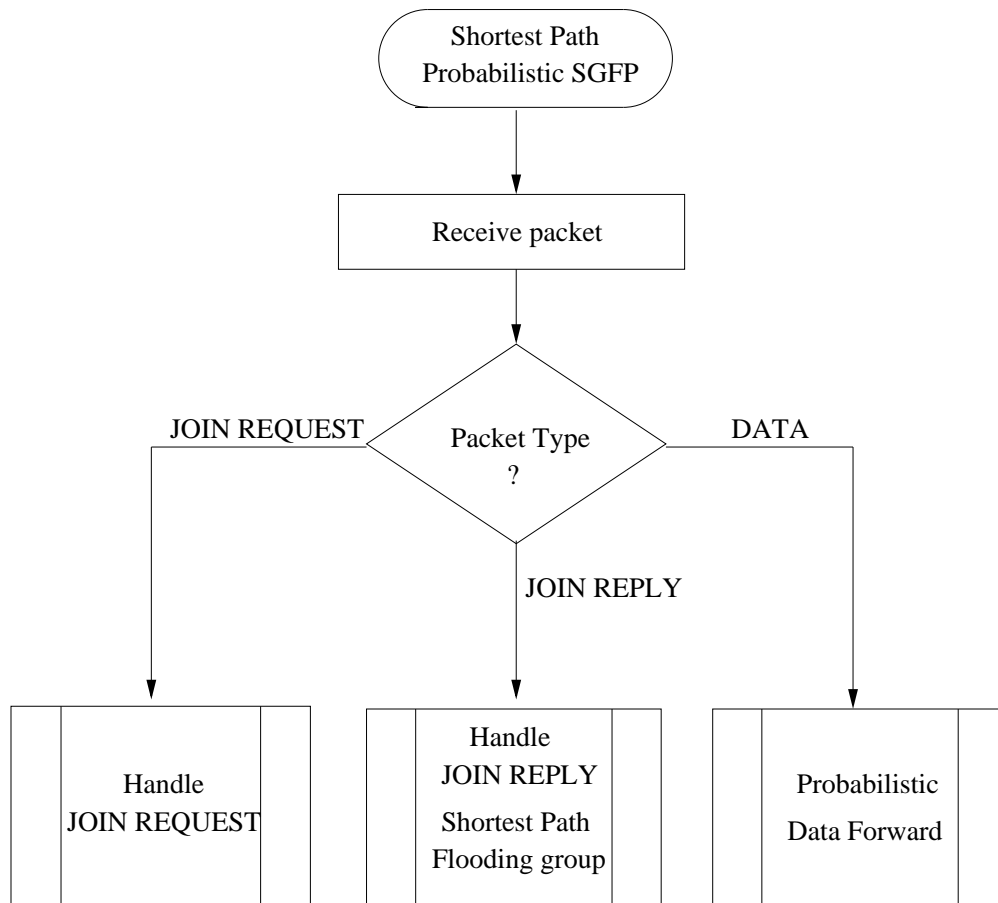 Shortest Path
Probabilistic SGFP
Receive packet
JOIN REQUEST
DATA
Packet Type
?
JOIN REPLY
Handle
JOIN REQUEST
Handle
JOIN REPLY
Shortest Path
Flooding group
Probabilistic
Data Forward